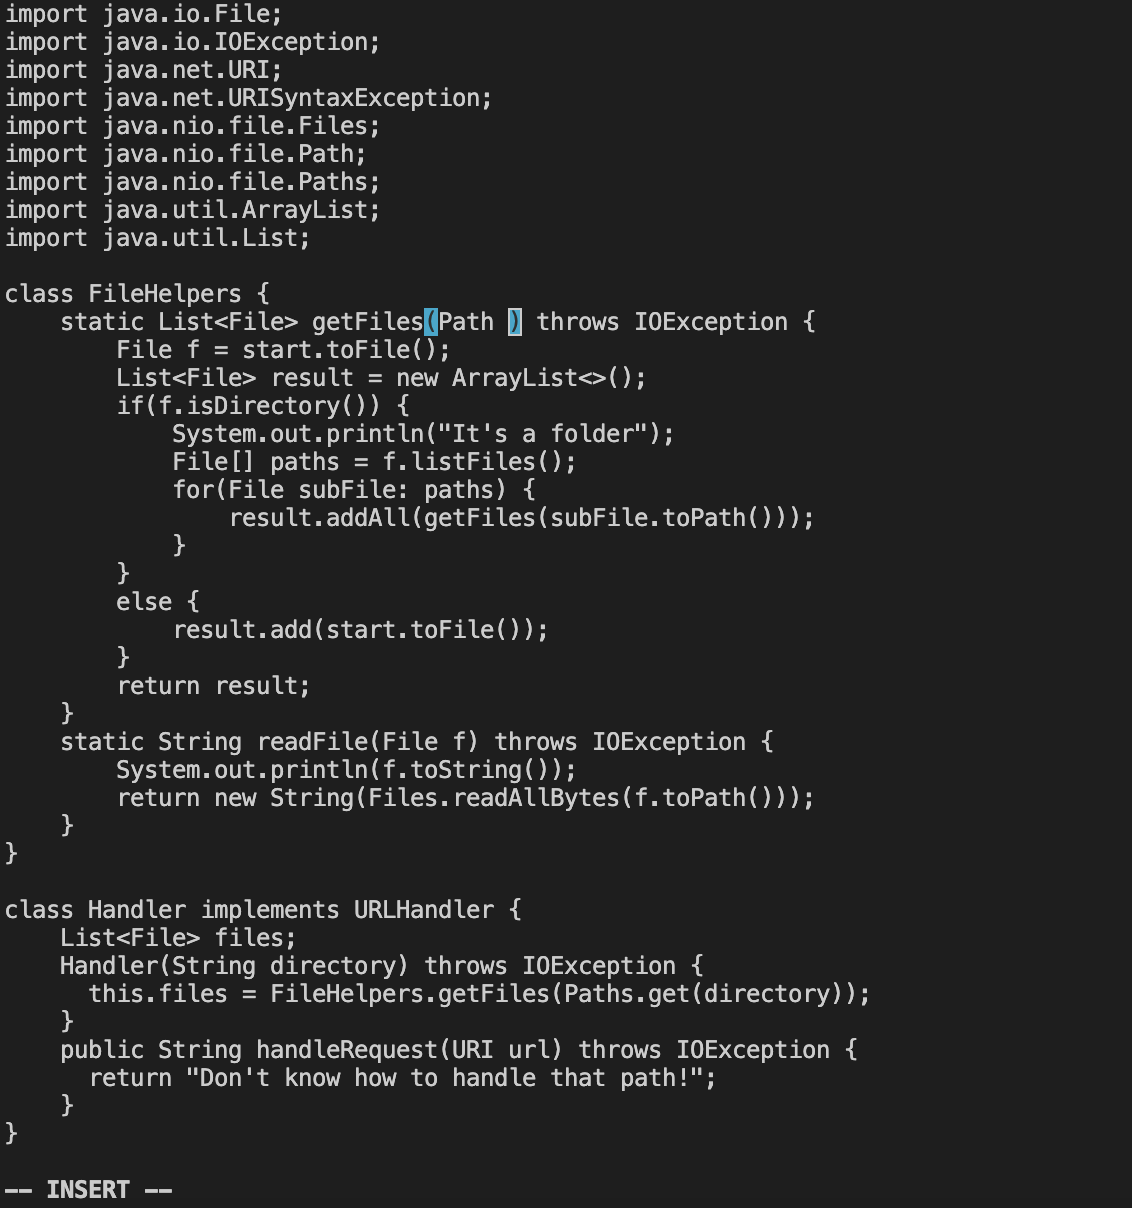 import java.io.File;
import java.io.IOException;
import java.net.URI;
import java.net.URISyntaxException;
import java.nio.file.Files;
import java.nio.file.Path;
import java.nio.file.Paths;
import java.util.ArrayList;
import java.util.List;

class FileHelpers {
    static List<File> getFiles(Path ) throws IOException {
        File f = start.toFile();
        List<File> result = new ArrayList<>();
        if(f.isDirectory()) {
            System.out.println("It's a folder");
            File[] paths = f.listFiles();
            for(File subFile: paths) {
                result.addAll(getFiles(subFile.toPath()));
            }
        }
        else {
            result.add(start.toFile());
        }
        return result;
    }
    static String readFile(File f) throws IOException {
        System.out.println(f.toString());
        return new String(Files.readAllBytes(f.toPath()));
    }
}

class Handler implements URLHandler {
    List<File> files;
    Handler(String directory) throws IOException {
      this.files = FileHelpers.getFiles(Paths.get(directory));
    }
    public String handleRequest(URI url) throws IOException {
      return "Don't know how to handle that path!";
    }
}

-- INSERT --